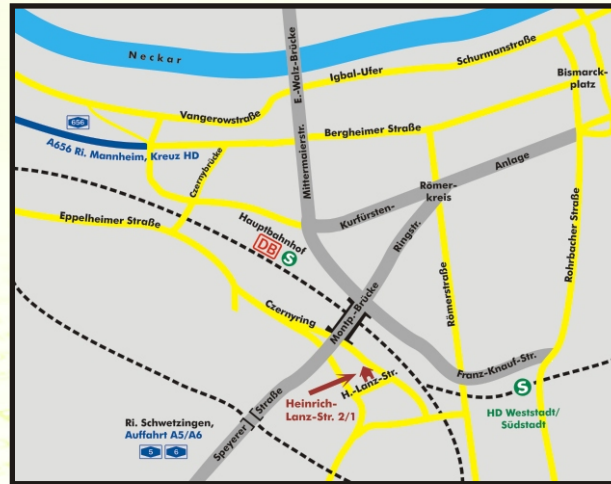 Neckar
E.-Walz-Brücke
Iqbal-Ufer
Schurmanstraße
Bismarck-
platz
Vangerowstraße
656
A656 Ri. Mannheim, Kreuz HD
Czernybrücke
Mittermaierstr.
Bergheimer Straße
Römer-
kreis
Anlage
Kurfürsten-
Ringstr.
Rohrbacher Straße
Eppelheimer Straße
Hauptbahnhof
DB
S
Czernyring
Montp.-Brücke
Römerstraße
Franz-Knauf-Str.
H.-Lanz-Str.
Heinrich-
Lanz-Str. 2/1
S
HD Weststadt/
Südstadt
Speyerer Straße
Ri. Schwetzingen,
Auffahrt A5/A6
5 6